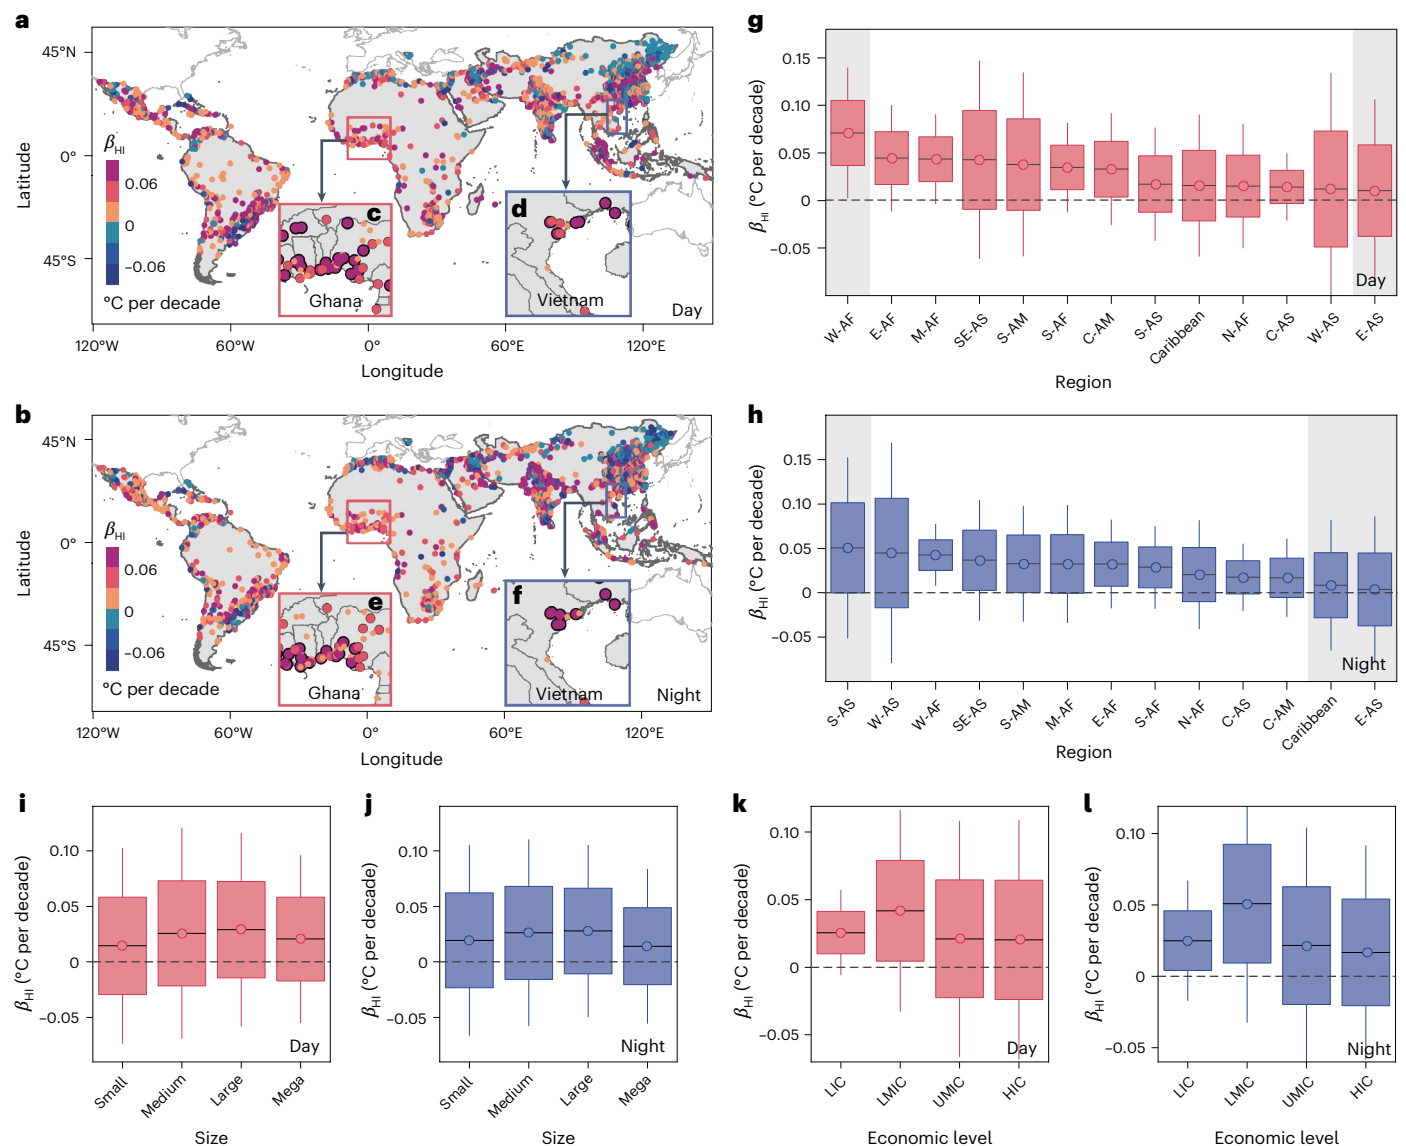 a
45°N
0°
45°S
Latitude
βHI
0.06
0
−0.06
°C per decade
c
Ghana
d
Vietnam
Day
120°W
60°W
0°
60°E
120°E
Longitude
g
0.15
0.10
0.05
0
−0.05
βHI (°C per decade)
Day
W-AF
E-AF
M-AF
SE-AS
S-AM
S-AF
C-AM
S-AS
Caribbean
N-AF
C-AS
W-AS
E-AS
Region
b
45°N
0°
45°S
Latitude
βHI
0.06
0
−0.06
°C per decade
e
Ghana
f
Vietnam
Night
120°W
60°W
0°
60°E
120°E
Longitude
h
0.15
0.10
0.05
0
−0.05
βHI (°C per decade)
Night
S-AS
W-AS
W-AF
SE-AS
S-AM
M-AF
E-AF
S-AF
N-AF
C-AS
C-AM
Caribbean
E-AS
Region
i
0.10
0.05
0
−0.05
βHI (°C per decade)
Day
Small
Medium
Large
Mega
Size
j
0.10
0.05
0
−0.05
βHI (°C per decade)
Night
Small
Medium
Large
Mega
Size
k
0.10
0.05
0
−0.05
βHI (°C per decade)
Day
LIC
LMIC
UMIC
HIC
Economic level
l
0.10
0.05
0
−0.05
βHI (°C per decade)
Night
LIC
LMIC
UMIC
HIC
Economic level